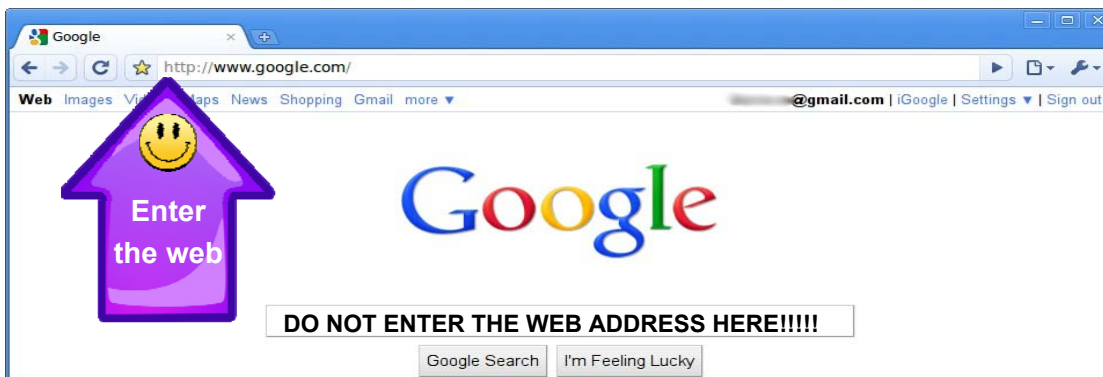 Google
http://www.google.com/
Web Images Vi aps News Shopping Gmail more ▼ @gmail.com | iGoogle | Settings ▼ | Sign out
Enter
the web
Google
DO NOT ENTER THE WEB ADDRESS HERE!!!!!
Google Search I'm Feeling Lucky